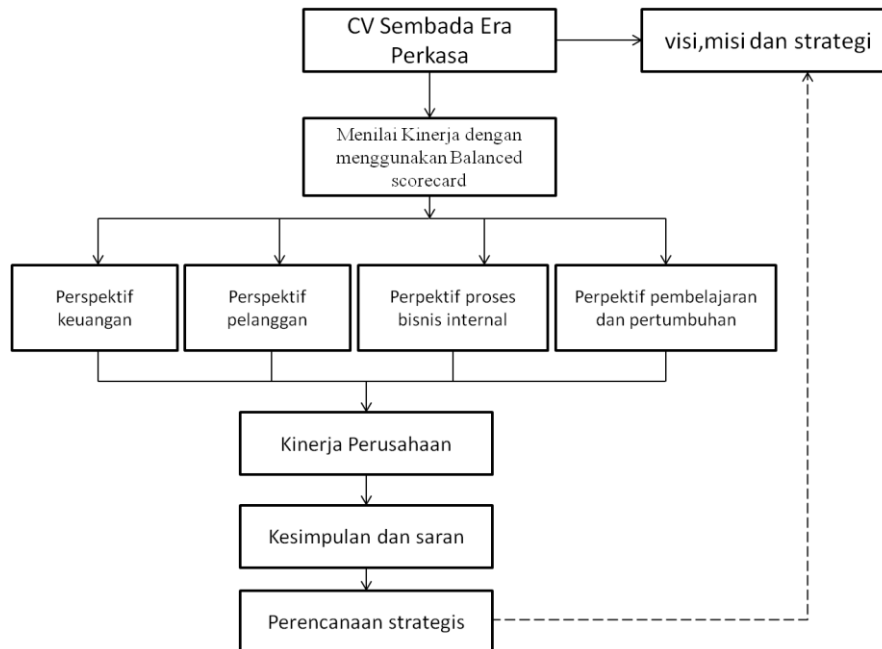 CV Sembada Era
Perkasa
visi,misi dan strategi
Menilai Kinerja dengan
menggunakan Balanced
scorecard
Perspektif
keuangan
Perspektif
pelanggan
Perpektif proses
bisnis internal
Perpektif pembelajaran
dan pertumbuhan
Kinerja Perusahaan
Kesimpulan dan saran
Perencanaan strategis